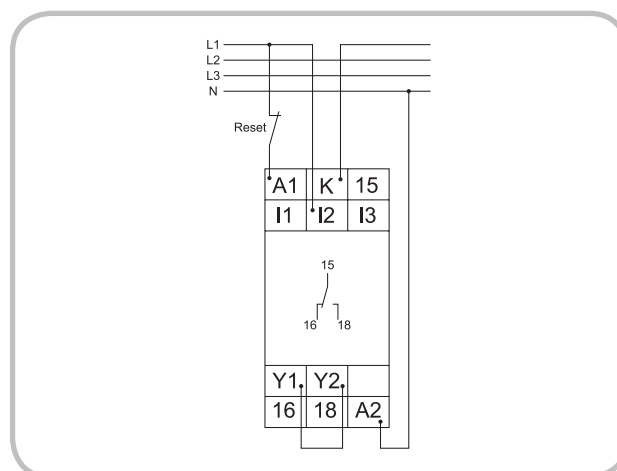 L1
L2
L3
N
Reset
A1 K 15
I1 I2 I3
15
16 18
Y1 Y2
16 18 A2